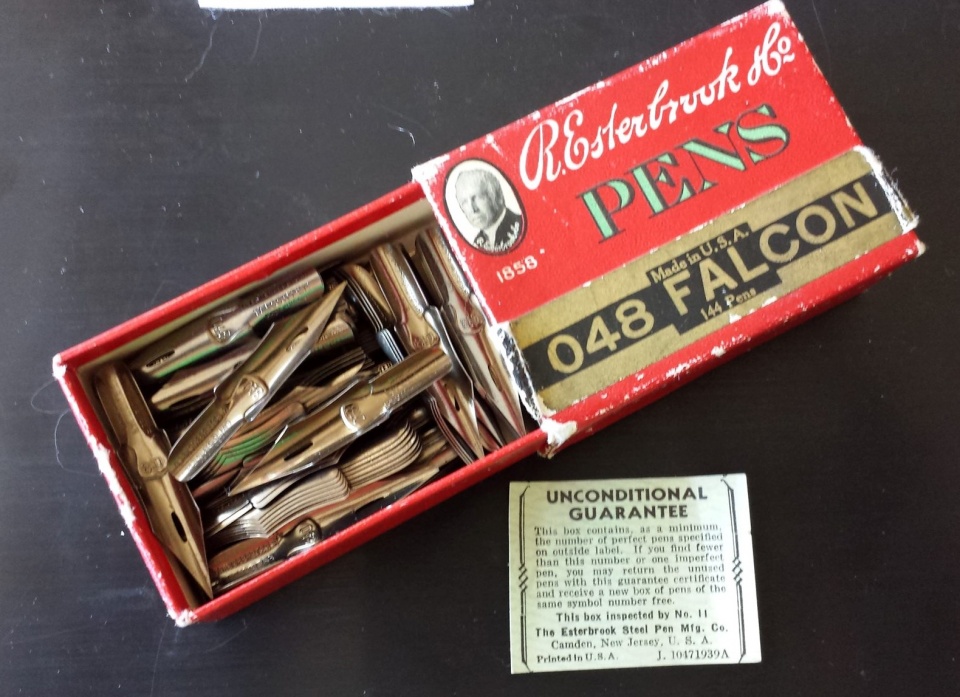 R. Esterbrook & Co
PENS
R. Esterbrook
1858
Made in U.S.A.
048 FALCON
144 Pens
UNCONDITIONAL
GUARANTEE
This box contains, as a minimum,
the number of perfect pens specified
on outside label. If you find fewer
than this number or one imperfect
pen, you may return the unused
pens with this guarantee certificate
and receive a new box of pens of the
same symbol number free.
This box inspected by No. 11
The Esterbrook Steel Pen Mfg. Co.
Camden, New Jersey, U. S. A.
Printed in U.S.A. J. 10471939A